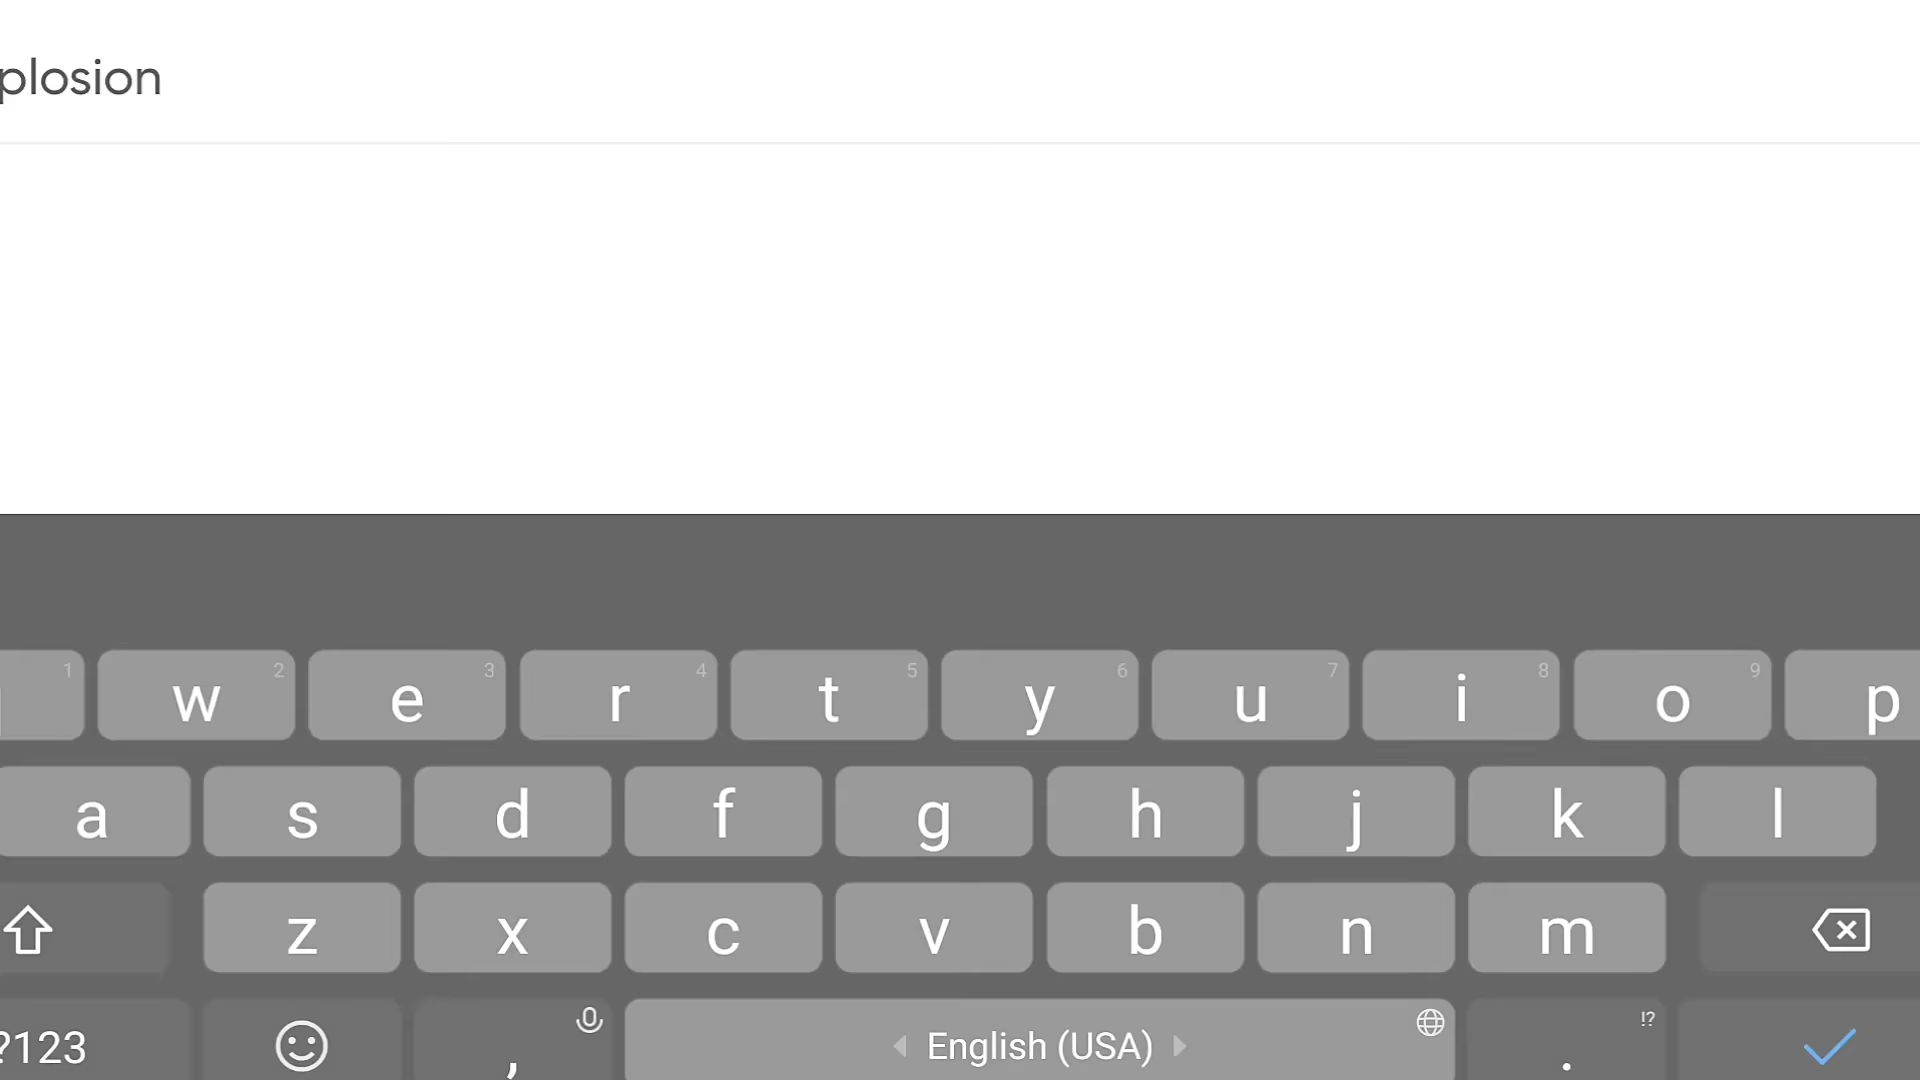 plosion
1 w 2 e 3 r 4 t 5 y 6 u 7 i 8 o 9 p
a s d f g h j k l
z x c v b n m
?123 , English (USA) . !?